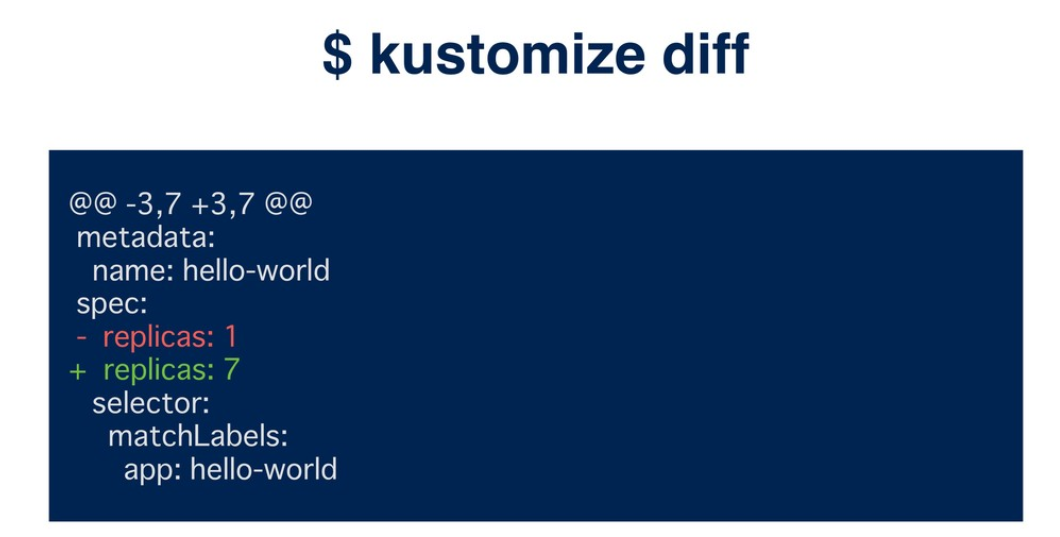 $ kustomize diff
@@ -3,7 +3,7 @@
 metadata:
   name: hello-world
 spec:
 -  replicas: 1
+  replicas: 7
   selector:
     matchLabels:
       app: hello-world